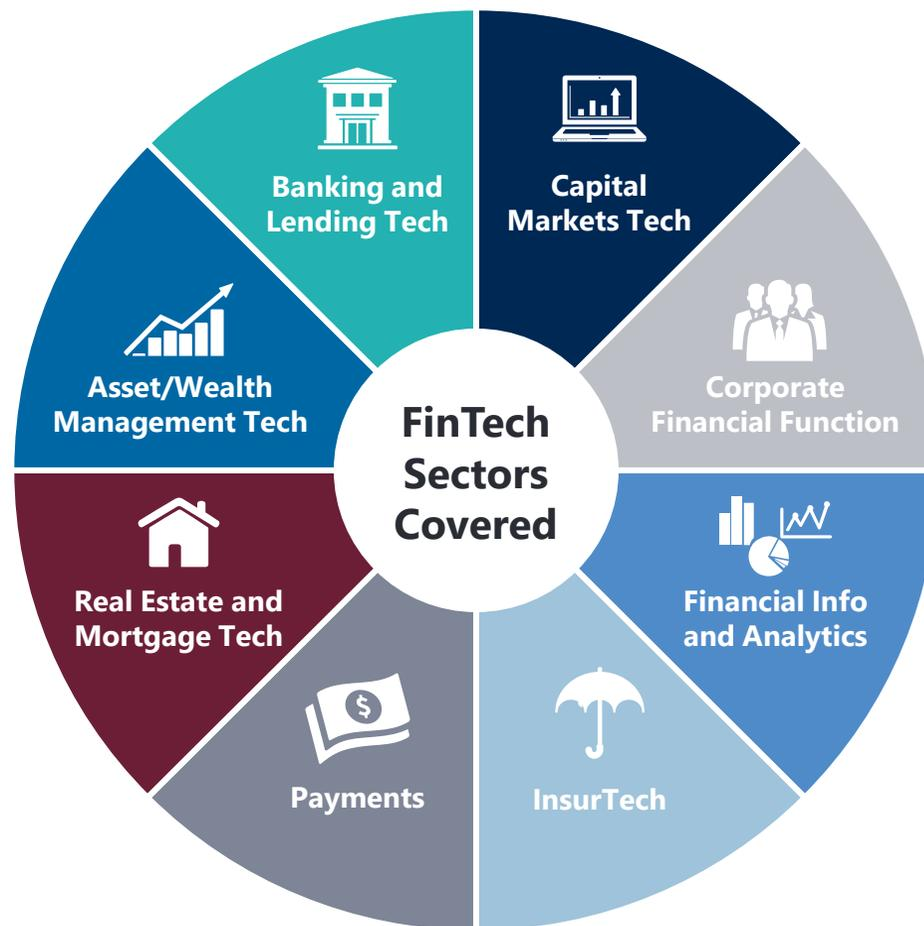 Banking and
Lending Tech
Capital
Markets Tech
Asset/Wealth
Management Tech
Corporate
Financial Function
FinTech
Sectors
Covered
Real Estate and
Mortgage Tech
Financial Info
and Analytics
$
Payments
InsurTech